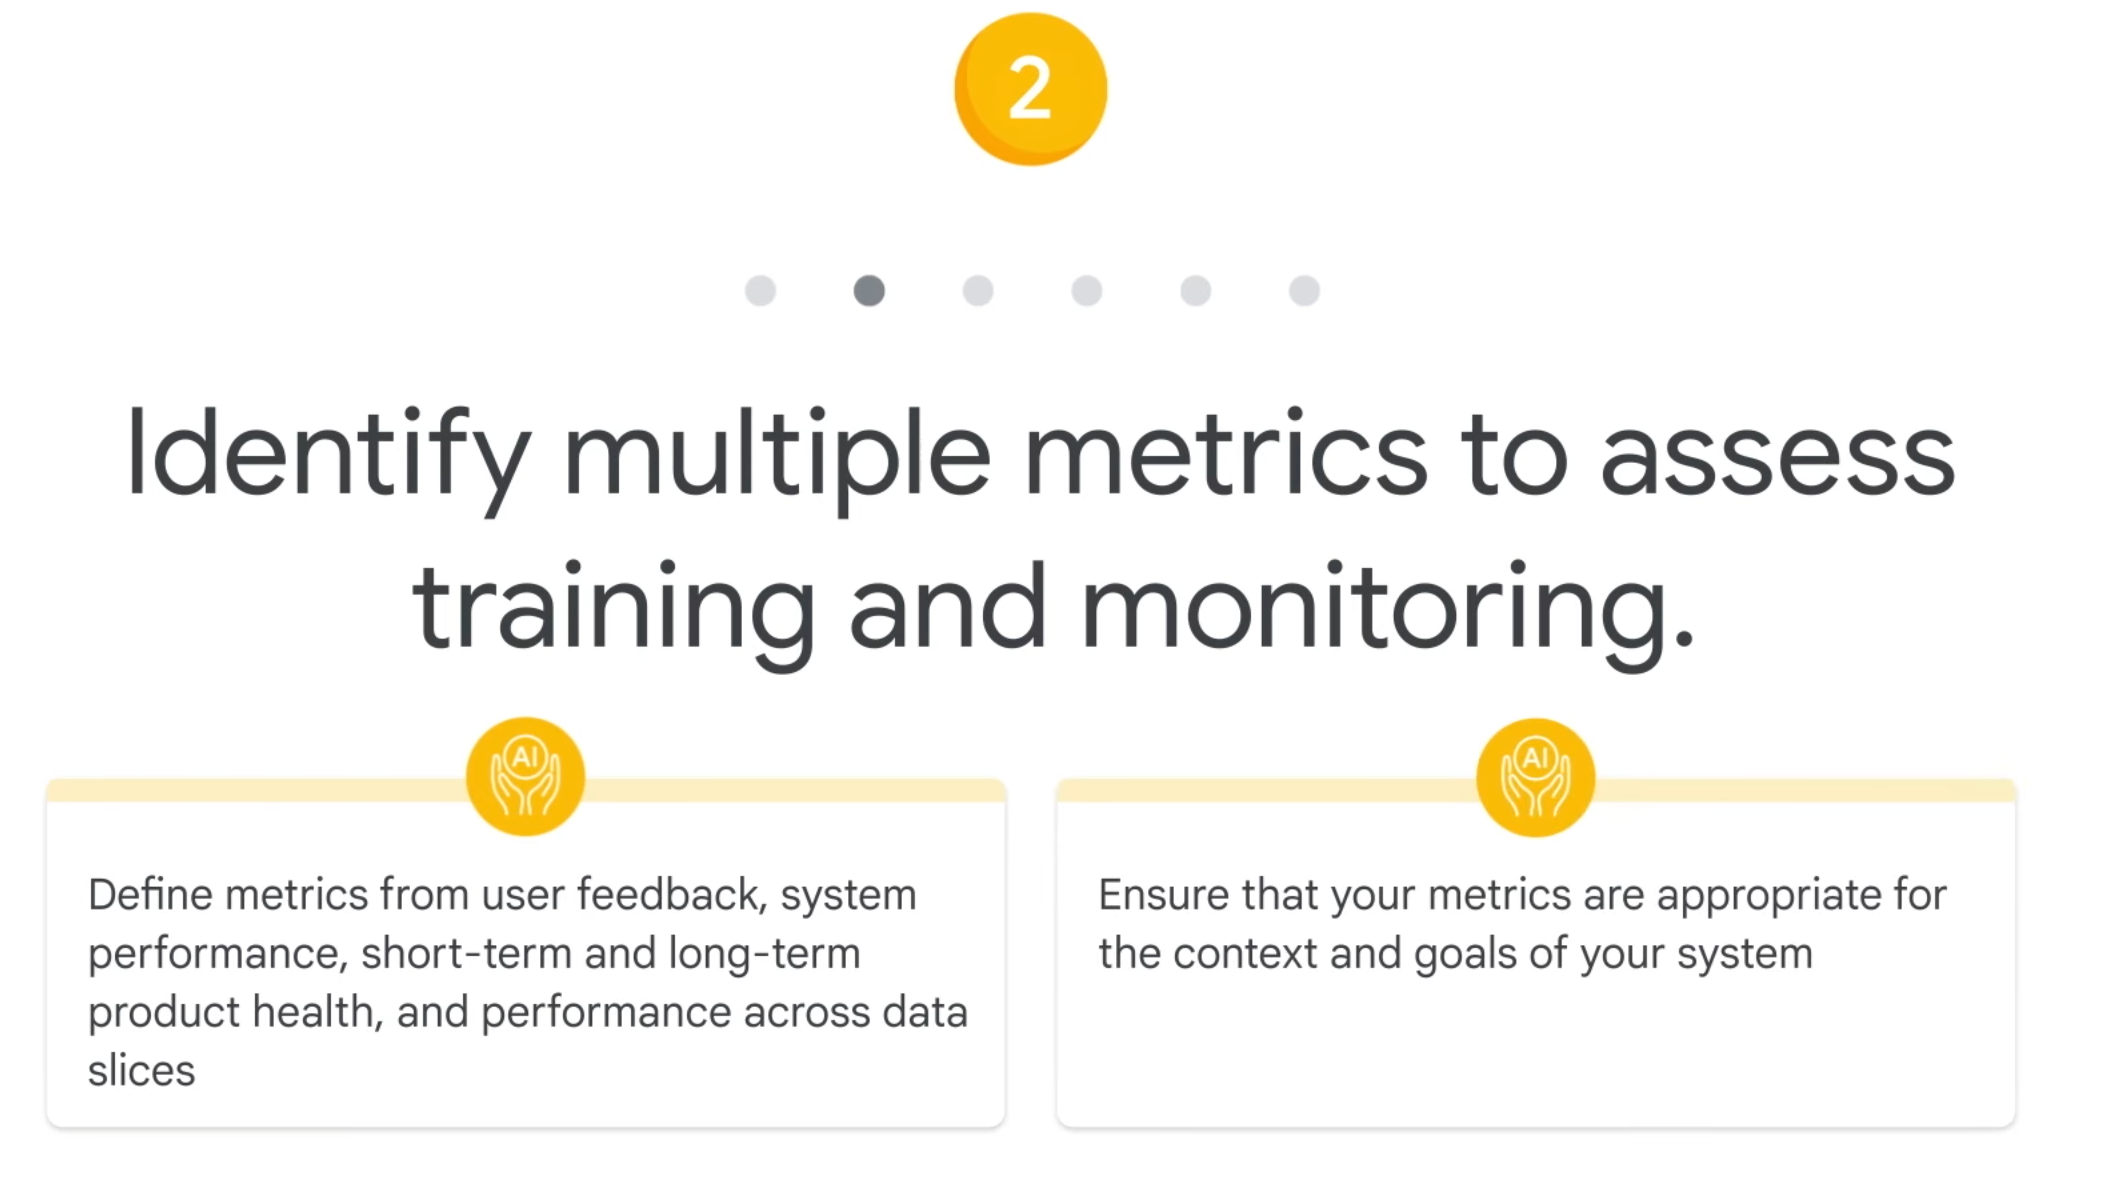 2
Identify multiple metrics to assess
training and monitoring.
AI
Define metrics from user feedback, system
performance, short-term and long-term
product health, and performance across data
slices
AI
Ensure that your metrics are appropriate for
the context and goals of your system